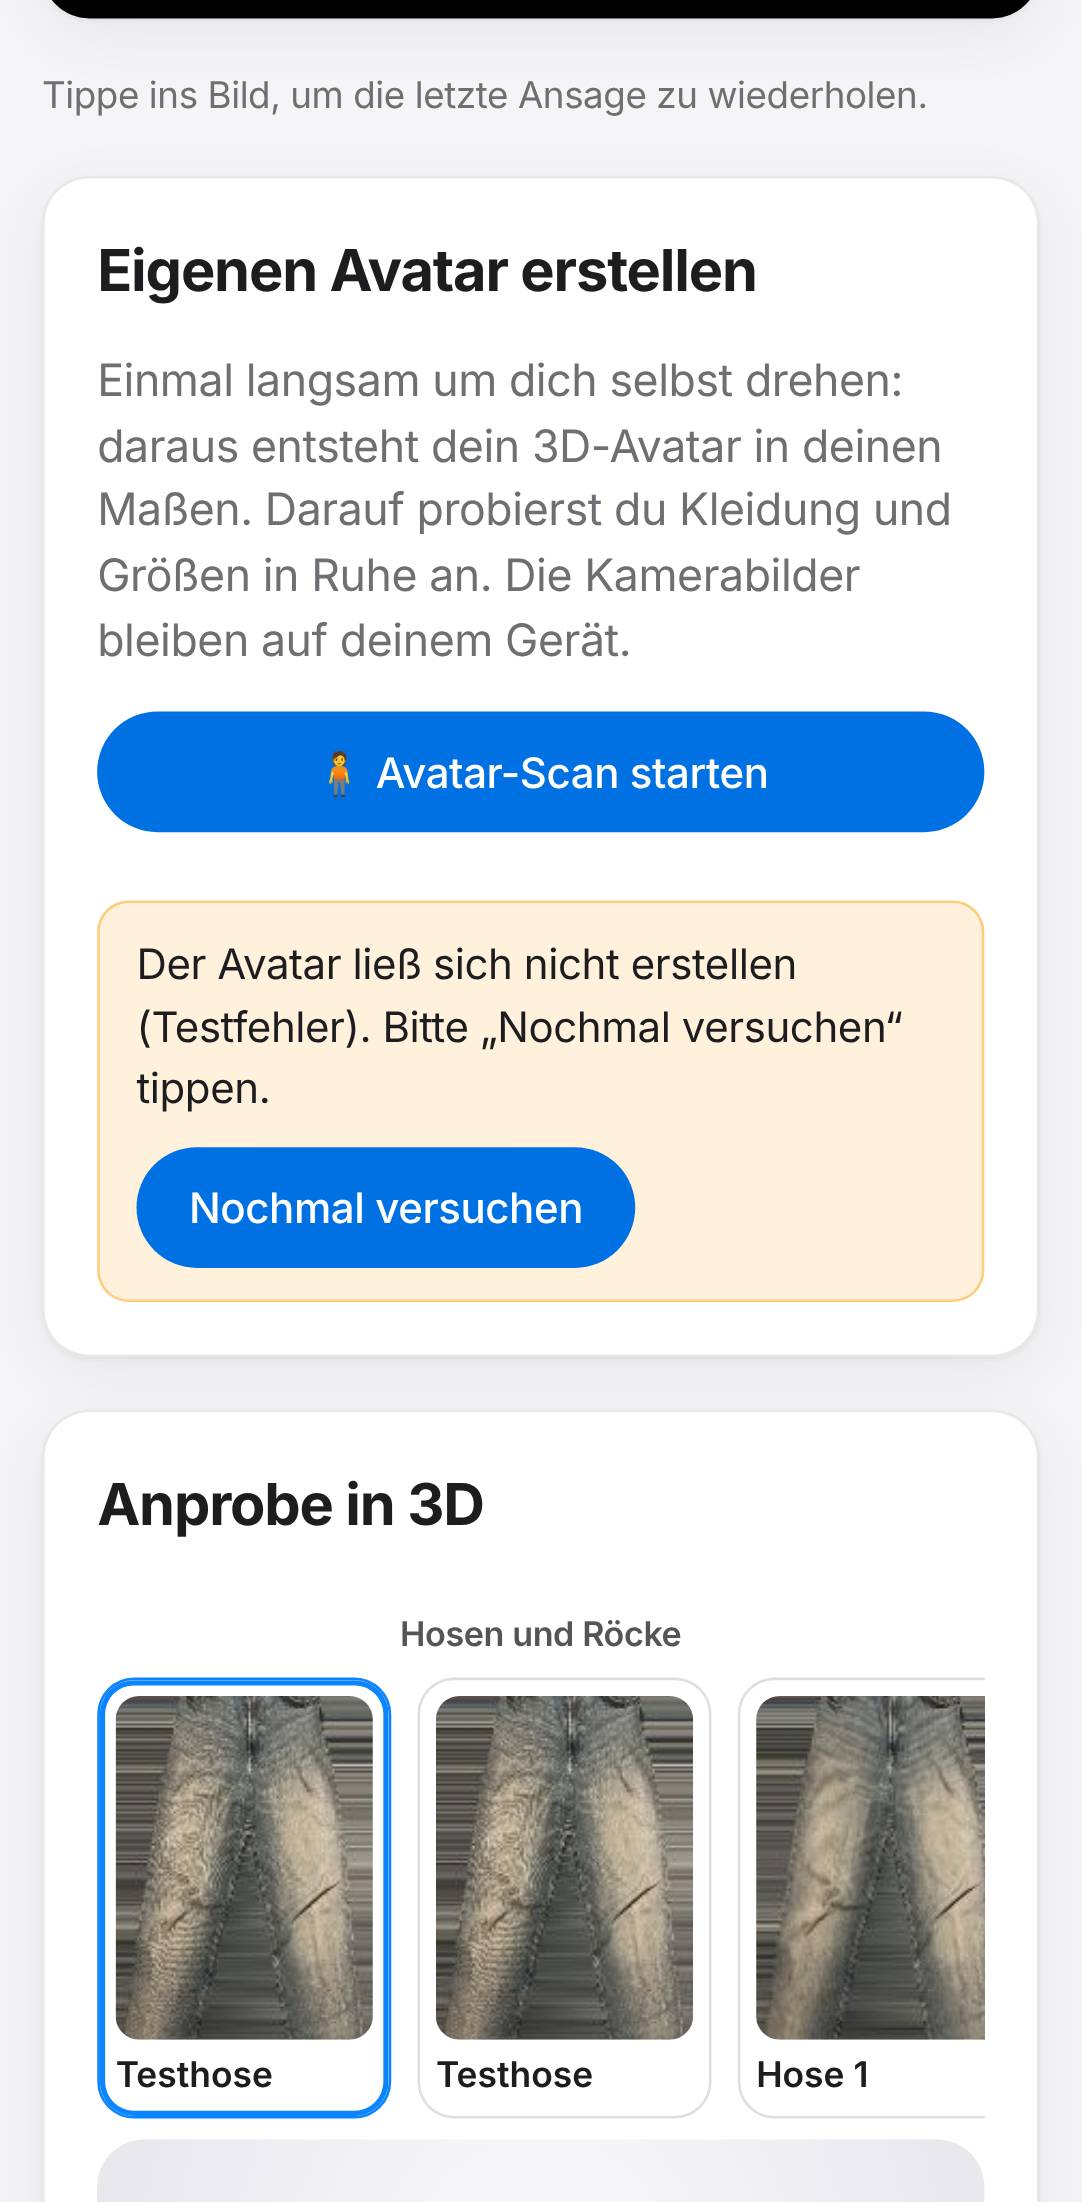 Tippe ins Bild, um die letzte Ansage zu wiederholen.
Eigenen Avatar erstellen
Einmal langsam um dich selbst drehen:
daraus entsteht dein 3D-Avatar in deinen
Maßen. Darauf probierst du Kleidung und
Größen in Ruhe an. Die Kamerabilder
bleiben auf deinem Gerät.
🧍 Avatar-Scan starten
Der Avatar ließ sich nicht erstellen
(Testfehler). Bitte „Nochmal versuchen“
tippen.
Nochmal versuchen
Anprobe in 3D
Hosen und Röcke
Testhose
Testhose
Hose 1